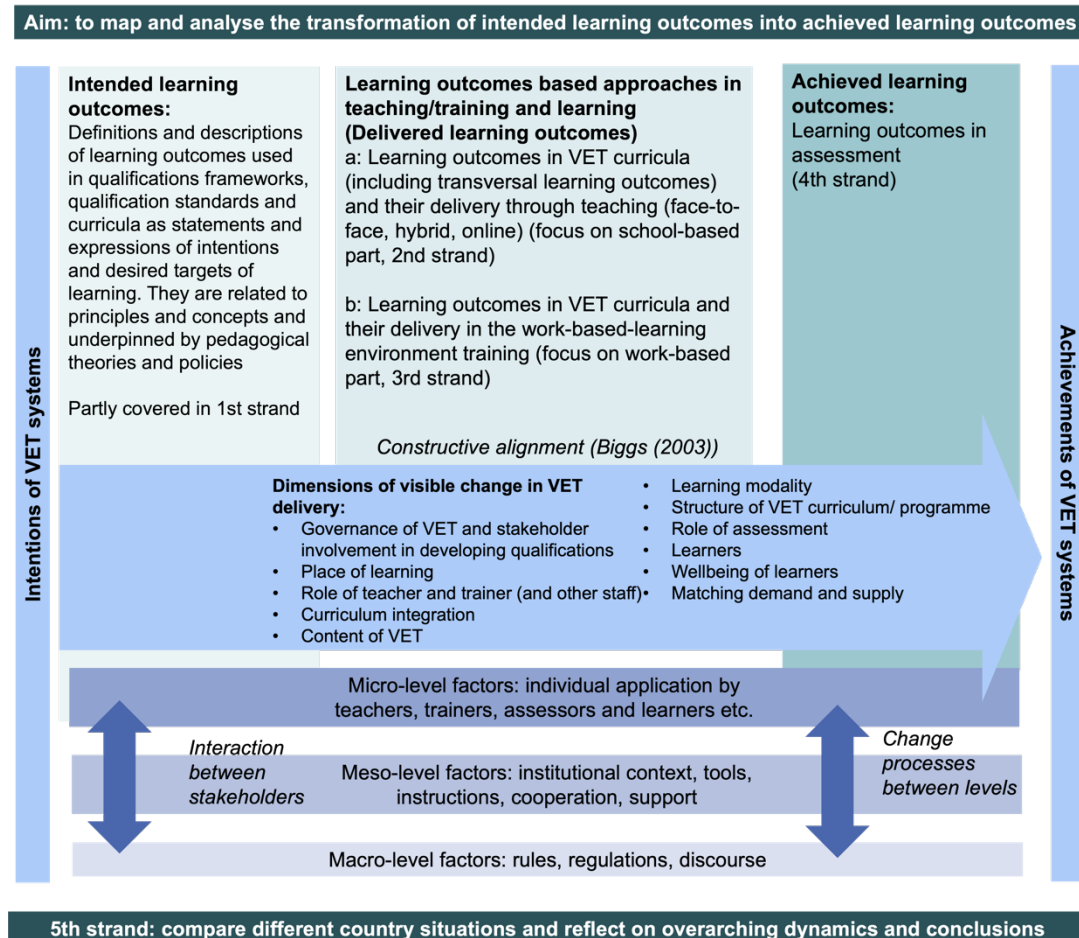 Aim: to map and analyse the transformation of intended learning outcomes into achieved learning outcomes
Intentions of VET systems
Intended learning
outcomes:
Definitions and descriptions
of learning outcomes used
in qualifications frameworks,
qualification standards and
curricula as statements and
expressions of intentions
and desired targets of
learning. They are related to
principles and concepts and
underpinned by pedagogical
theories and policies
Partly covered in 1st strand
Learning outcomes based approaches in
teaching/training and learning
(Delivered learning outcomes)
a: Learning outcomes in VET curricula
(including transversal learning outcomes)
and their delivery through teaching (face-to-
face, hybrid, online) (focus on school-based
part, 2nd strand)
b: Learning outcomes in VET curricula and
their delivery in the work-based-learning
environment training (focus on work-based
part, 3rd strand)
Constructive alignment (Biggs (2003))
Achieved learning
outcomes:
Learning outcomes in
assessment
(4th strand)
Achievements of VET systems
Dimensions of visible change in VET
delivery:
• Governance of VET and stakeholder
involvement in developing qualifications
• Place of learning
• Role of teacher and trainer (and other staff)
• Curriculum integration
• Content of VET
• Learning modality
• Structure of VET curriculum/ programme
• Role of assessment
• Learners
• Wellbeing of learners
• Matching demand and supply
Micro-level factors: individual application by
teachers, trainers, assessors and learners etc.
Interaction
between
stakeholders
Meso-level factors: institutional context, tools,
instructions, cooperation, support
Change
processes
between levels
Macro-level factors: rules, regulations, discourse
5th strand: compare different country situations and reflect on overarching dynamics and conclusions